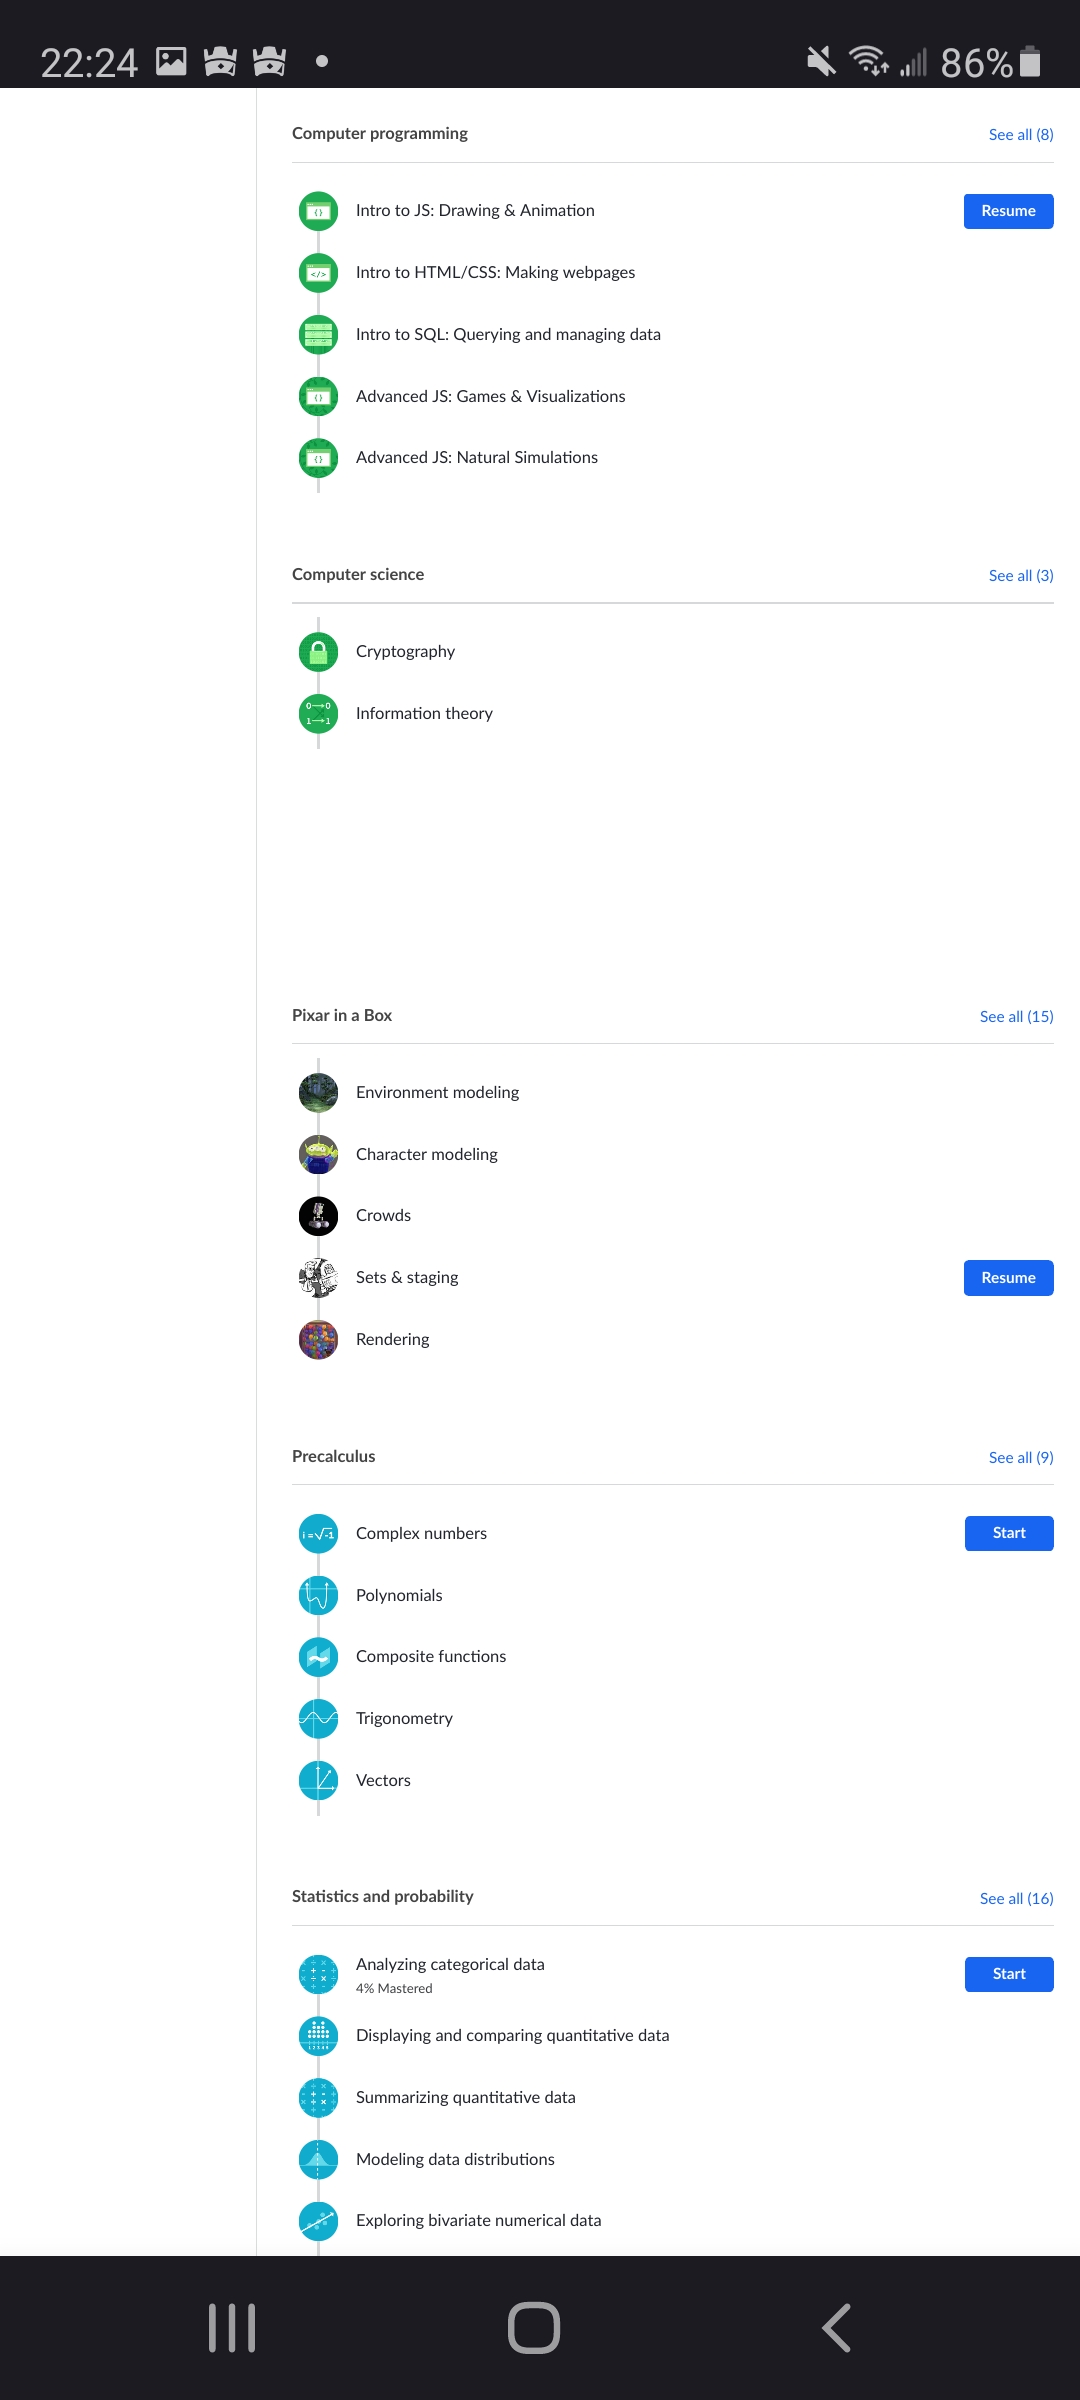 22:24
86%
Computer programming
See all (8)
Intro to JS: Drawing & Animation
Resume
Intro to HTML/CSS: Making webpages
Intro to SQL: Querying and managing data
Advanced JS: Games & Visualizations
Advanced JS: Natural Simulations
Computer science
See all (3)
Cryptography
Information theory
Pixar in a Box
See all (15)
Environment modeling
Character modeling
Crowds
Sets & staging
Resume
Rendering
Precalculus
See all (9)
i=√-1
Complex numbers
Start
Polynomials
Composite functions
Trigonometry
Vectors
Statistics and probability
See all (16)
Analyzing categorical data
Start
4% Mastered
Displaying and comparing quantitative data
Summarizing quantitative data
Modeling data distributions
Exploring bivariate numerical data